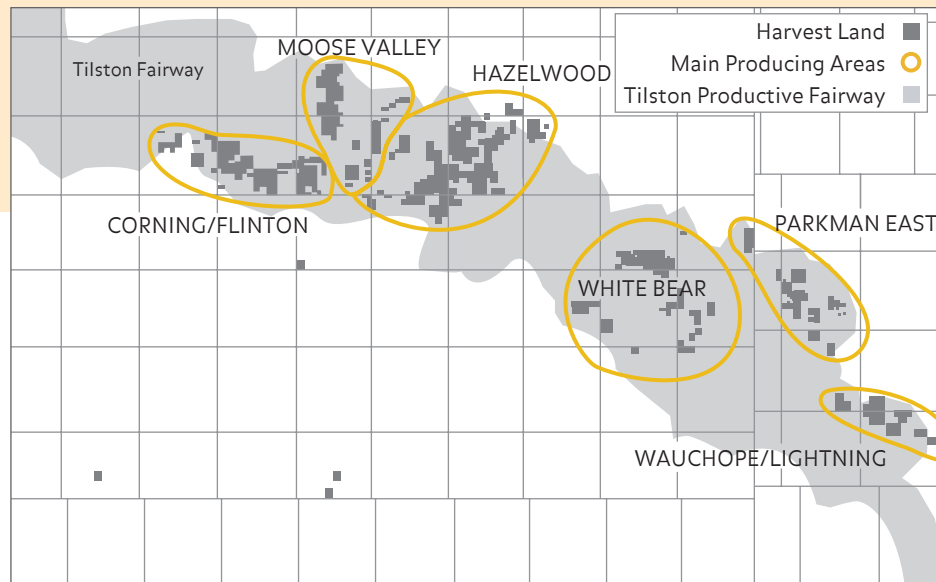 Harvest Land
Main Producing Areas
Tilston Productive Fairway
MOOSE VALLEY
Tilston Fairway
HAZELWOOD
CORNING/FLINTON
PARKMAN EAST
WHITE BEAR
WAUCHOPE/LIGHTNING